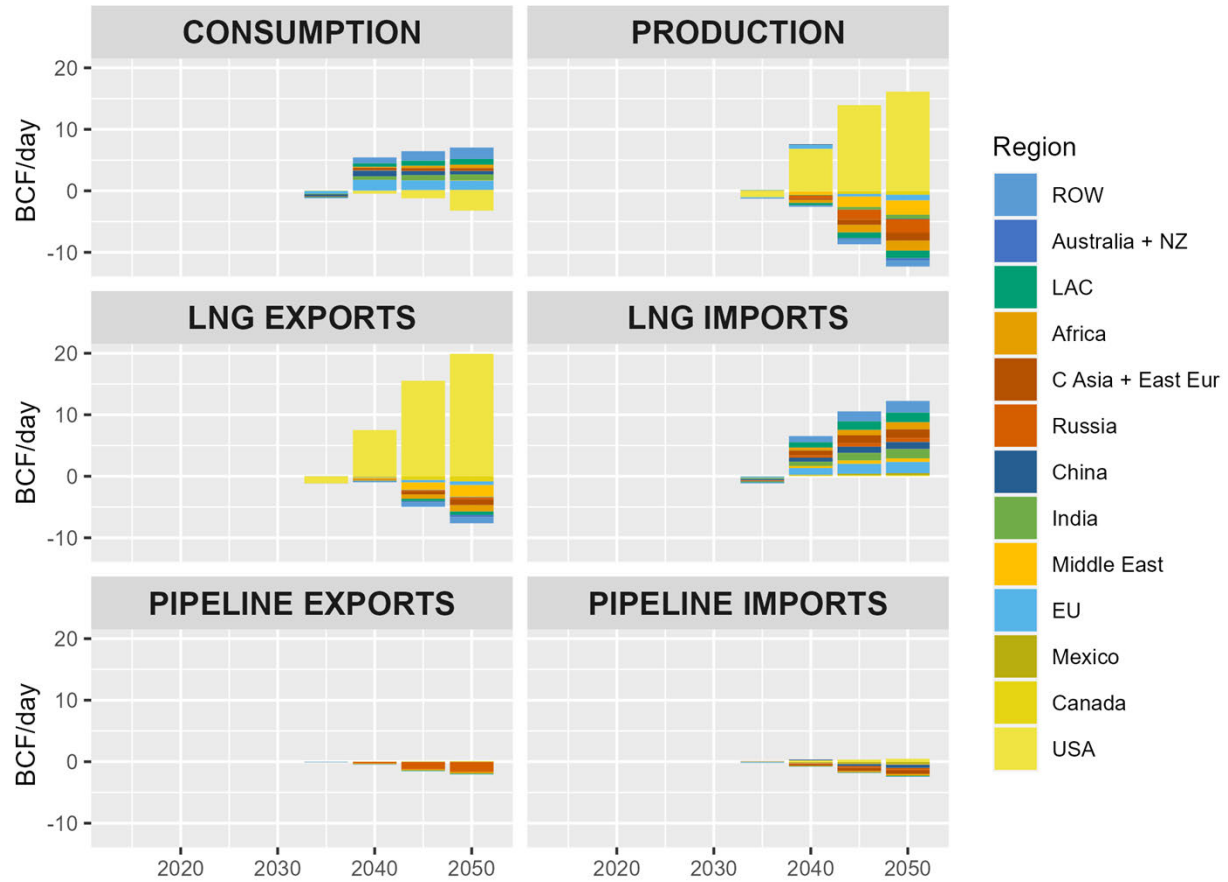 CONSUMPTION
PRODUCTION
20
10
0
-10
BCF/day
LNG EXPORTS
LNG IMPORTS
20
10
0
-10
BCF/day
PIPELINE EXPORTS
PIPELINE IMPORTS
20
10
0
-10
BCF/day
2020 2030 2040 2050
2020 2030 2040 2050
Region
ROW
Australia + NZ
LAC
Africa
C Asia + East Eur
Russia
China
India
Middle East
EU
Mexico
Canada
USA